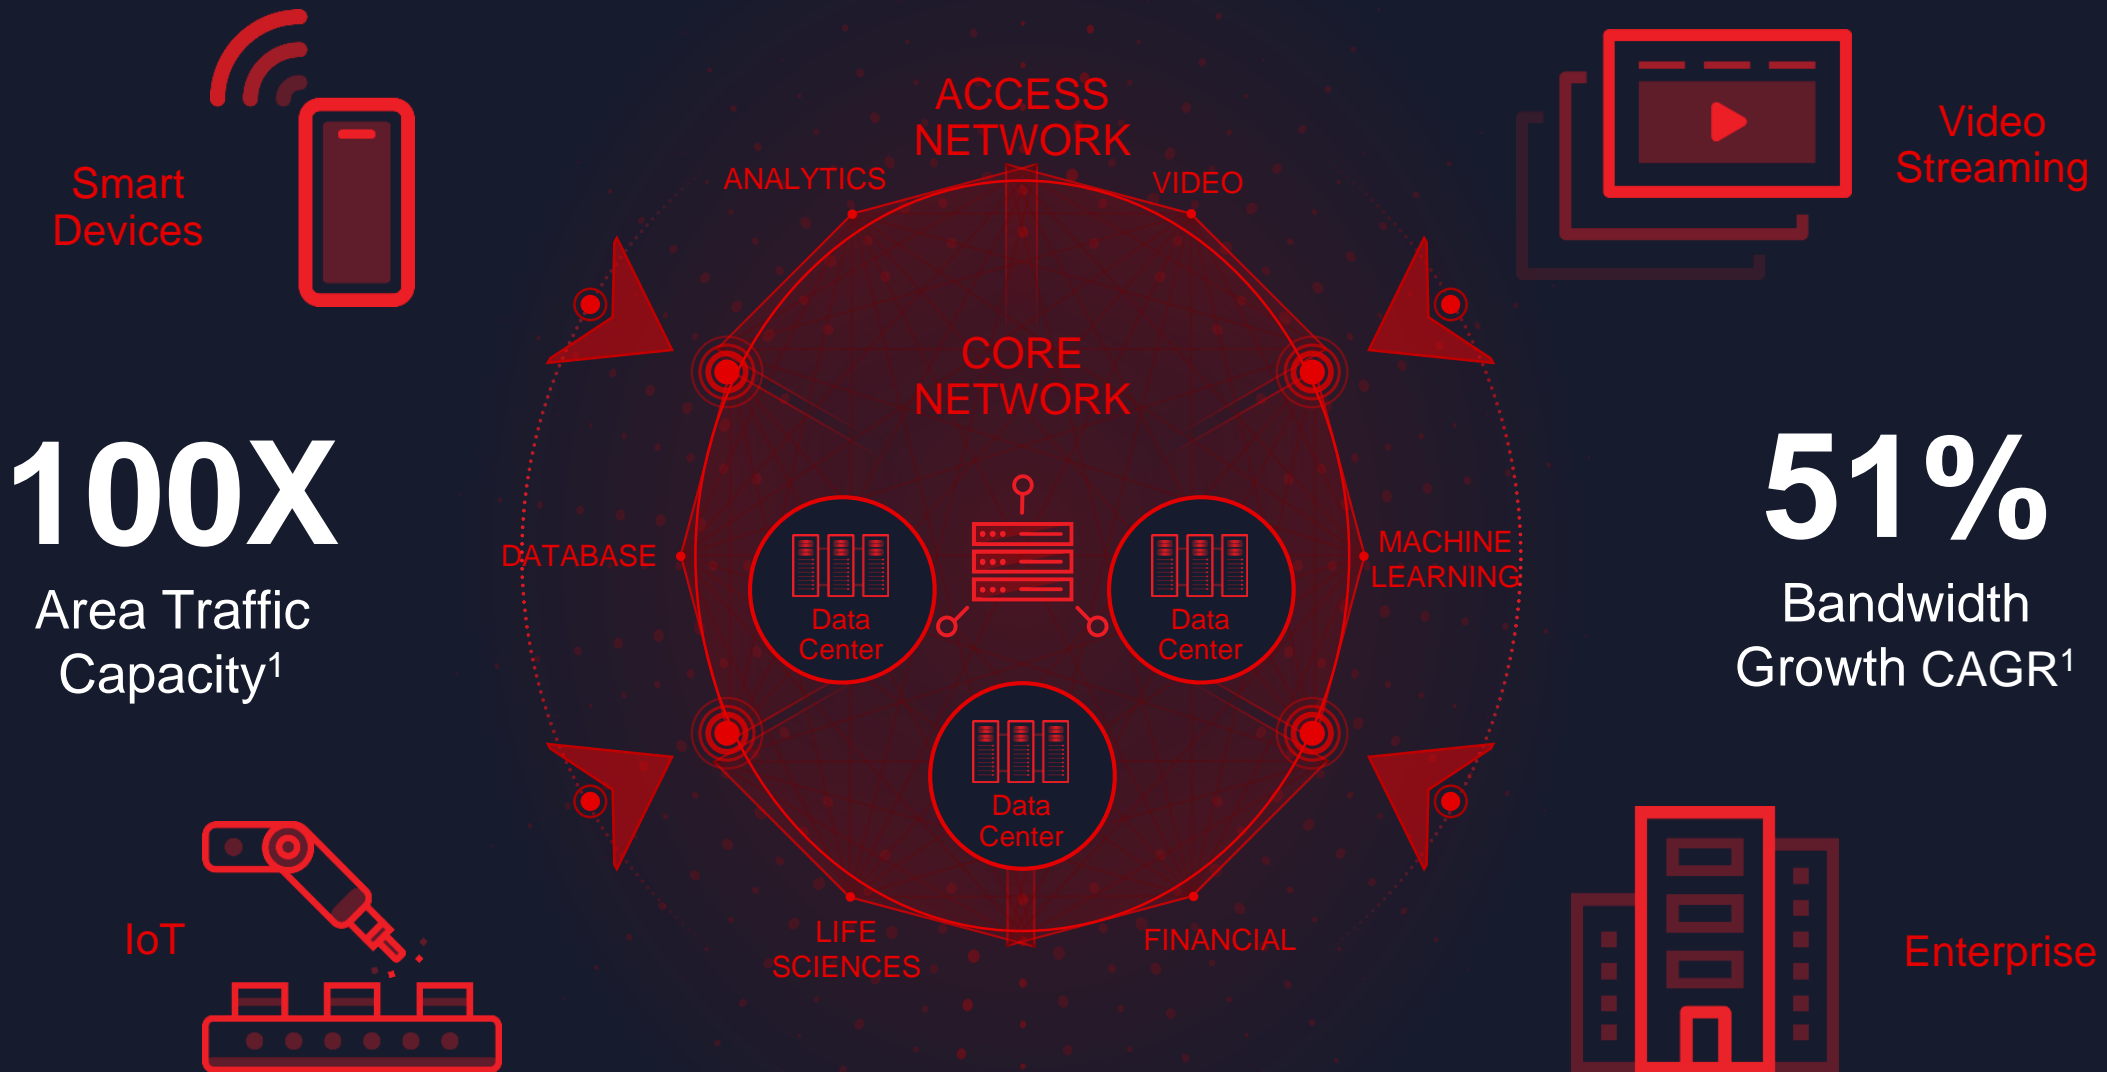 ACCESS
NETWORK
ANALYTICS
VIDEO
Smart
Devices
Video
Streaming
CORE
NETWORK
100X
Area Traffic
Capacity¹
51%
Bandwidth
Growth CAGR¹
DATABASE
MACHINE
LEARNING
Data
Center
Data
Center
Data
Center
LIFE
SCIENCES
FINANCIAL
IoT
Enterprise